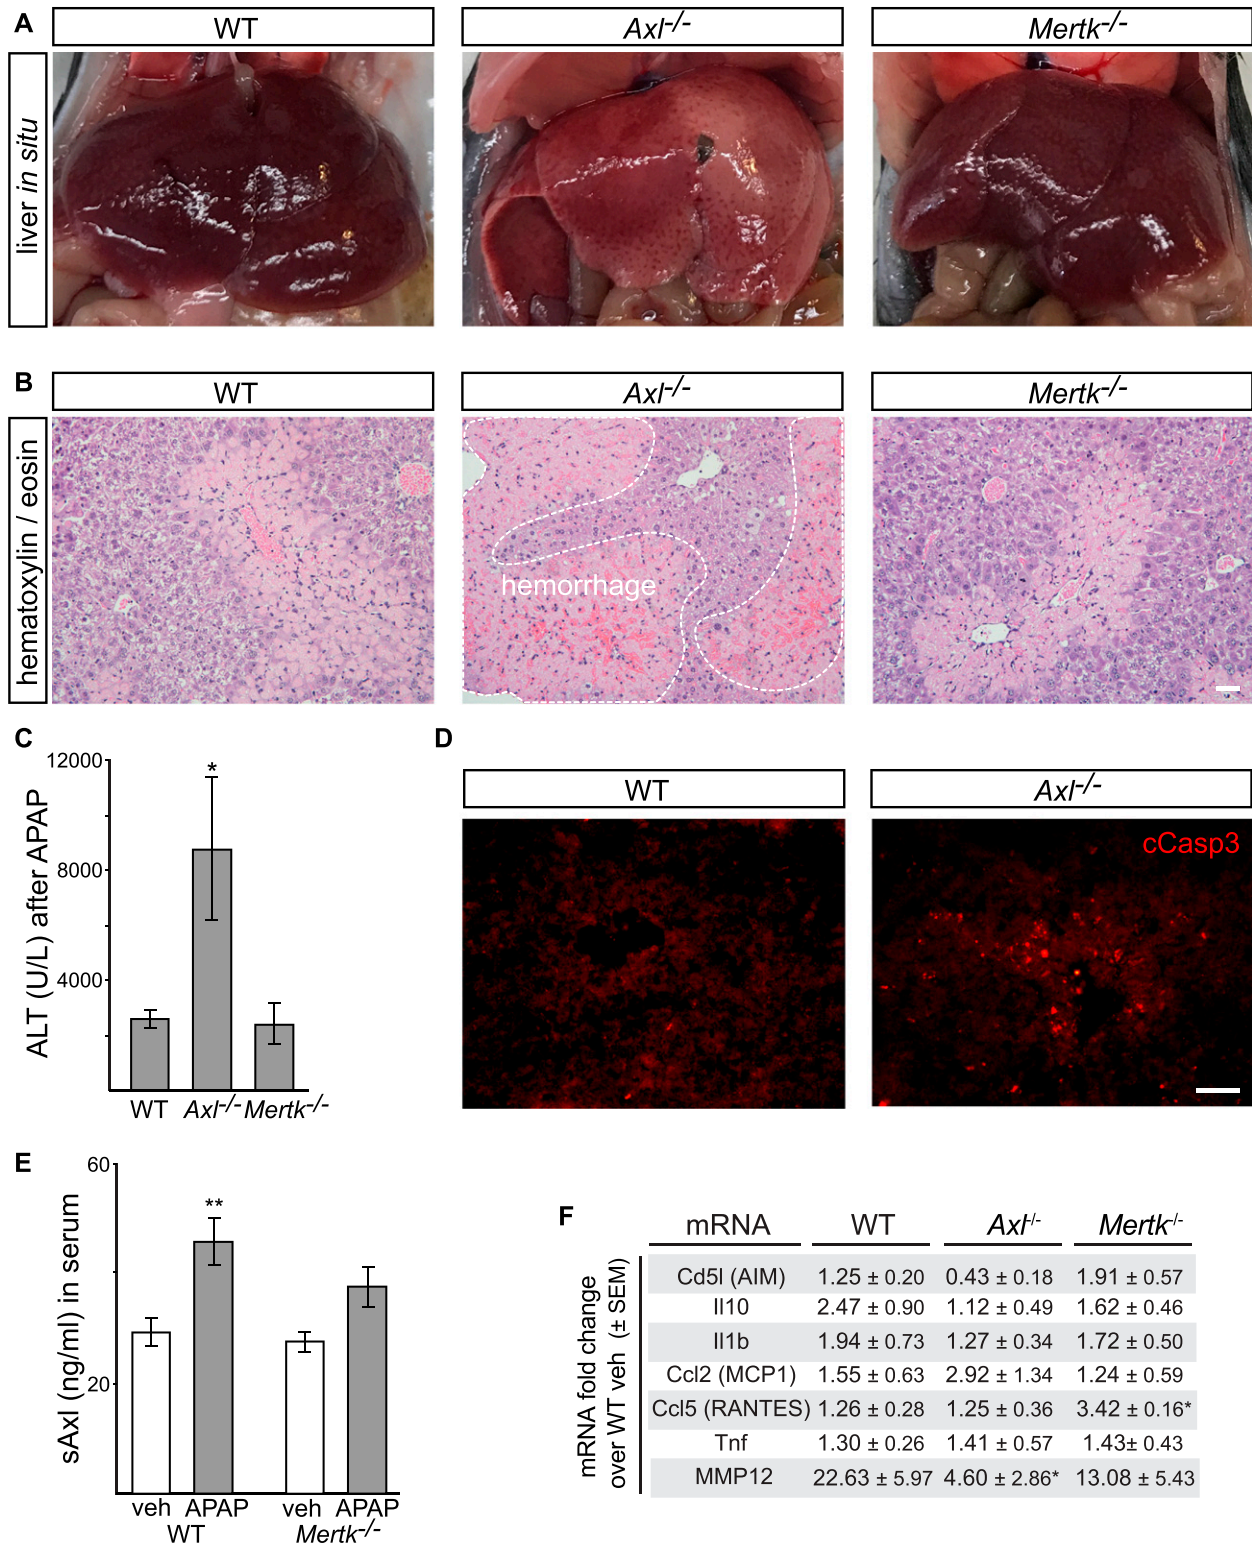 A
WT
Axl-/-
Mertk-/-
liver in situ
B
WT
Axl-/-
Mertk-/-
hematoxylin / eosin
hemorrhage
C
ALT (U/L) after APAP
12000
8000
4000
*
WT Axl-/- Mertk-/-
D
WT
Axl-/-
cCasp3
E
sAxl (ng/ml) in serum
60
20
**
veh APAP veh APAP
WT Mertk-/-
F
mRNA WT Axl-/- Mertk-/-
mRNA fold change
over WT veh (± SEM)
Cd5l (AIM) 1.25 ± 0.20 0.43 ± 0.18 1.91 ± 0.57
Il10 2.47 ± 0.90 1.12 ± 0.49 1.62 ± 0.46
Il1b 1.94 ± 0.73 1.27 ± 0.34 1.72 ± 0.50
Ccl2 (MCP1) 1.55 ± 0.63 2.92 ± 1.34 1.24 ± 0.59
Ccl5 (RANTES) 1.26 ± 0.28 1.25 ± 0.36 3.42 ± 0.16*
Tnf 1.30 ± 0.26 1.41 ± 0.57 1.43± 0.43
MMP12 22.63 ± 5.97 4.60 ± 2.86* 13.08 ± 5.43